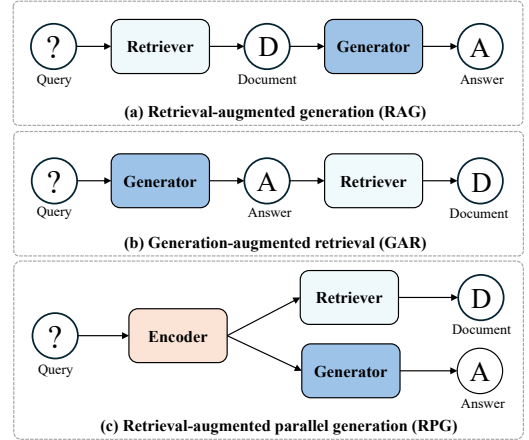 ? Retriever D Generator A
Query Document Answer
(a) Retrieval-augmented generation (RAG)
? Generator A Retriever D
Query Answer Document
(b) Generation-augmented retrieval (GAR)
Retriever D
Document
? Encoder
Query
Generator A
Answer
(c) Retrieval-augmented parallel generation (RPG)